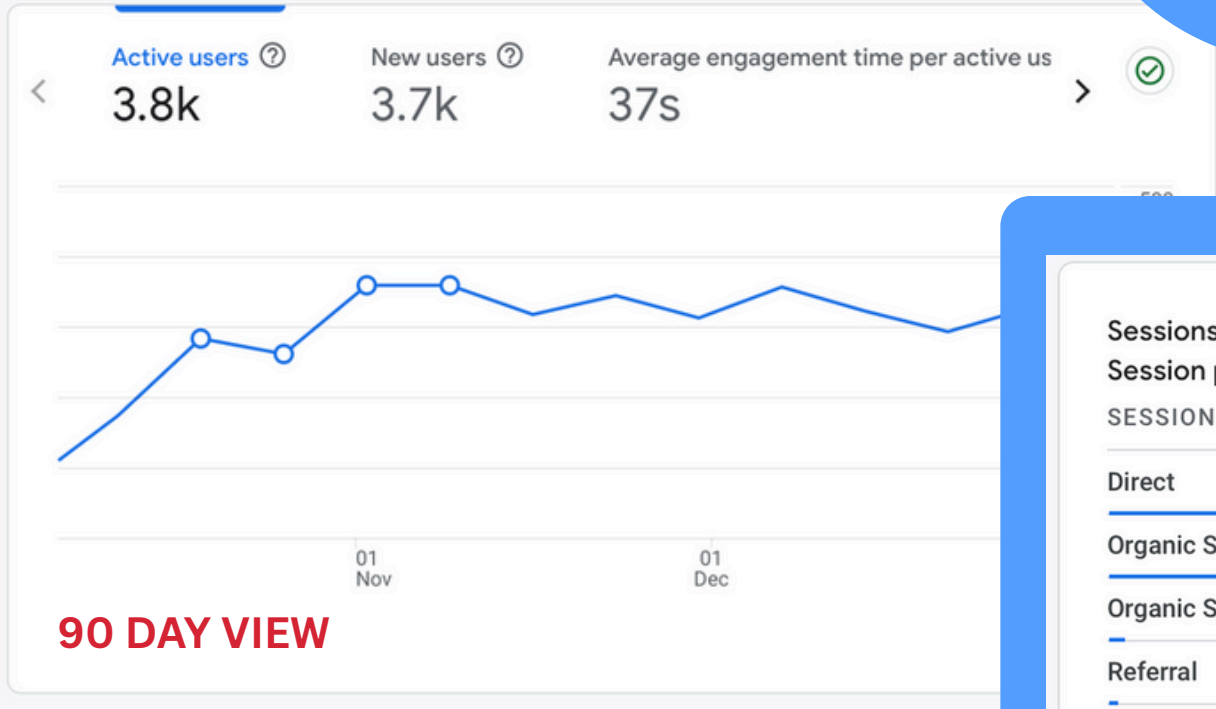 Active users
New users
Average engagement time per active us
3.8k
3.7k
37s
01
Nov
01
Dec
90 DAY VIEW
Sessions
Session
SESSION
Direct
Organic S
Organic S
Referral